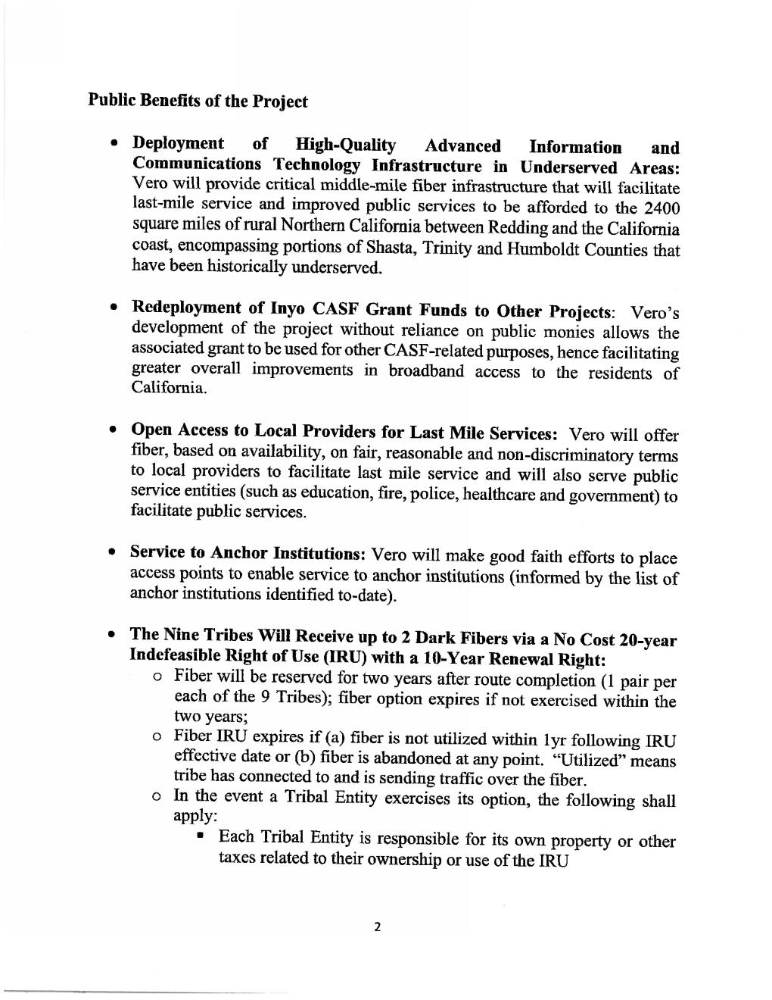 Public Benefits of the Project
• Deployment of High-Quality Advanced Information and
Communications Technology Infrastructure in Underserved Areas:
Vero will provide critical middle-mile fiber infrastructure that will facilitate
last-mile service and improved public services to be afforded to the 2400
square miles of rural Northern California between Redding and the California
coast, encompassing portions of Shasta, Trinity and Humboldt Counties that
have been historically underserved.
• Redeployment of Inyo CASF Grant Funds to Other Projects: Vero's
development of the project without reliance on public monies allows the
associated grant to be used for other CASF-related purposes, hence facilitating
greater overall improvements in broadband access to the residents of
California.
• Open Access to Local Providers for Last Mile Services: Vero will offer
fiber, based on availability, on fair, reasonable and non-discriminatory terms
to local providers to facilitate last mile service and will also serve public
service entities (such as education, fire, police, healthcare and government) to
facilitate public services.
• Service to Anchor Institutions: Vero will make good faith efforts to place
access points to enable service to anchor institutions (informed by the list of
anchor institutions identified to-date).
• The Nine Tribes Will Receive up to 2 Dark Fibers via a No Cost 20-year
Indefeasible Right of Use (IRU) with a 10-Year Renewal Right:
o Fiber will be reserved for two years after route completion (1 pair per
each of the 9 Tribes); fiber option expires if not exercised within the
two years;
o Fiber IRU expires if (a) fiber is not utilized within 1yr following IRU
effective date or (b) fiber is abandoned at any point. “Utilized” means
tribe has connected to and is sending traffic over the fiber.
o In the event a Tribal Entity exercises its option, the following shall
apply:
▪ Each Tribal Entity is responsible for its own property or other
taxes related to their ownership or use of the IRU
2